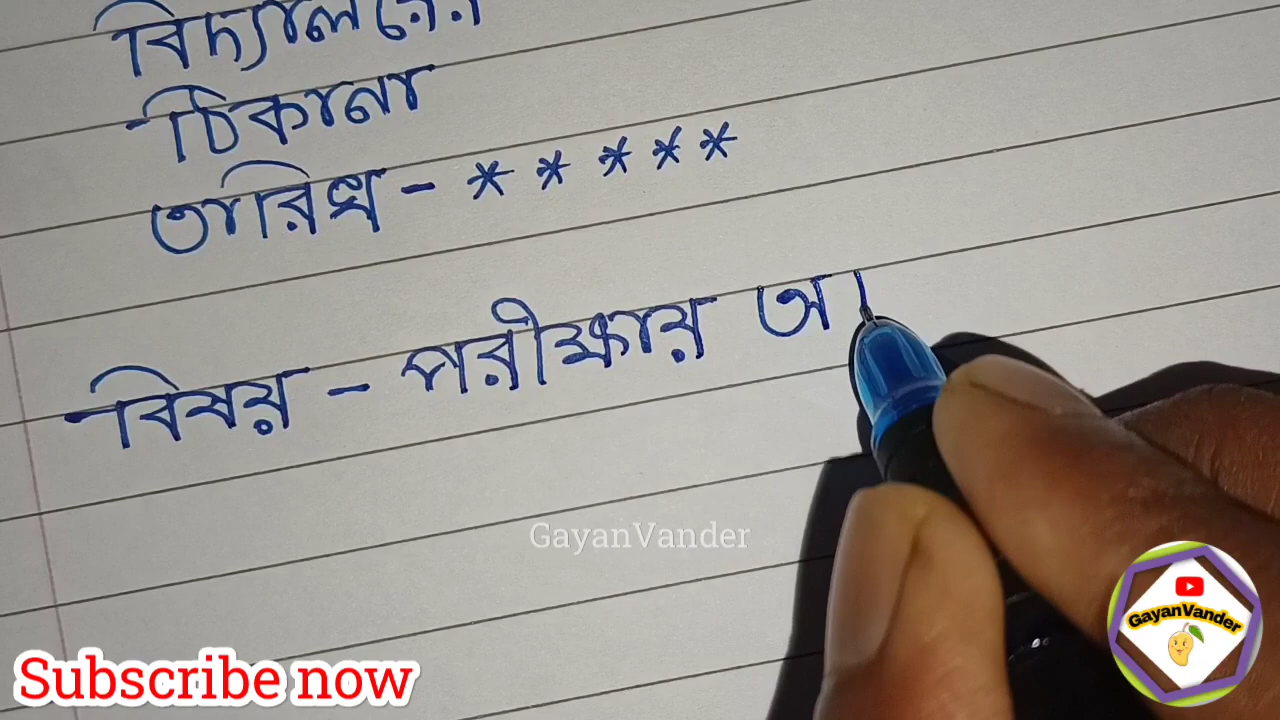 বিদ্যালয়ের
ঠিকানা
তারিখ - * * * * *
বিষয় - পরীক্ষায় অ
GayanVander
GayanVander
Subscribe now